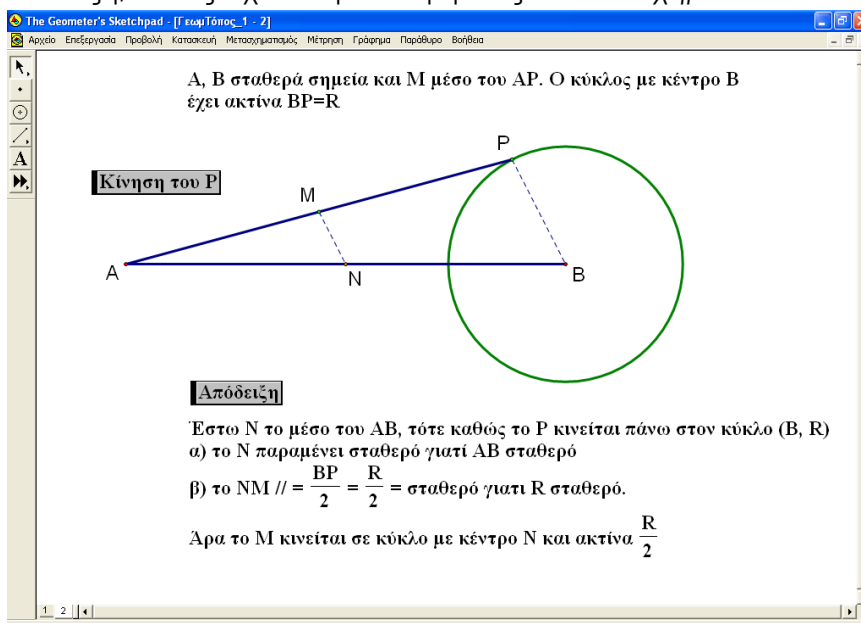 The Geometer's Sketchpad - [ΓεωμΤόπος_1 - 2]
Αρχείο Επεξεργασία Προβολή Κατασκευή Μετασχηματισμός Μέτρηση Γράφημα Παράθυρο Βοήθεια
A
Α, Β σταθερά σημεία και Μ μέσο του ΑΡ. Ο κύκλος με κέντρο Β
έχει ακτίνα ΒΡ=R
P
Κίνηση του Ρ
M
A
N
B
Απόδειξη
Έστω Ν το μέσο του ΑΒ, τότε καθώς το Ρ κινείται πάνω στον κύκλο (Β, R)
α) το Ν παραμένει σταθερό γιατί ΑΒ σταθερό
β) το ΝΜ // = BP/2 = R/2 = σταθερό γιατι R σταθερό.
Άρα το Μ κινείται σε κύκλο με κέντρο Ν και ακτίνα R/2
1 2